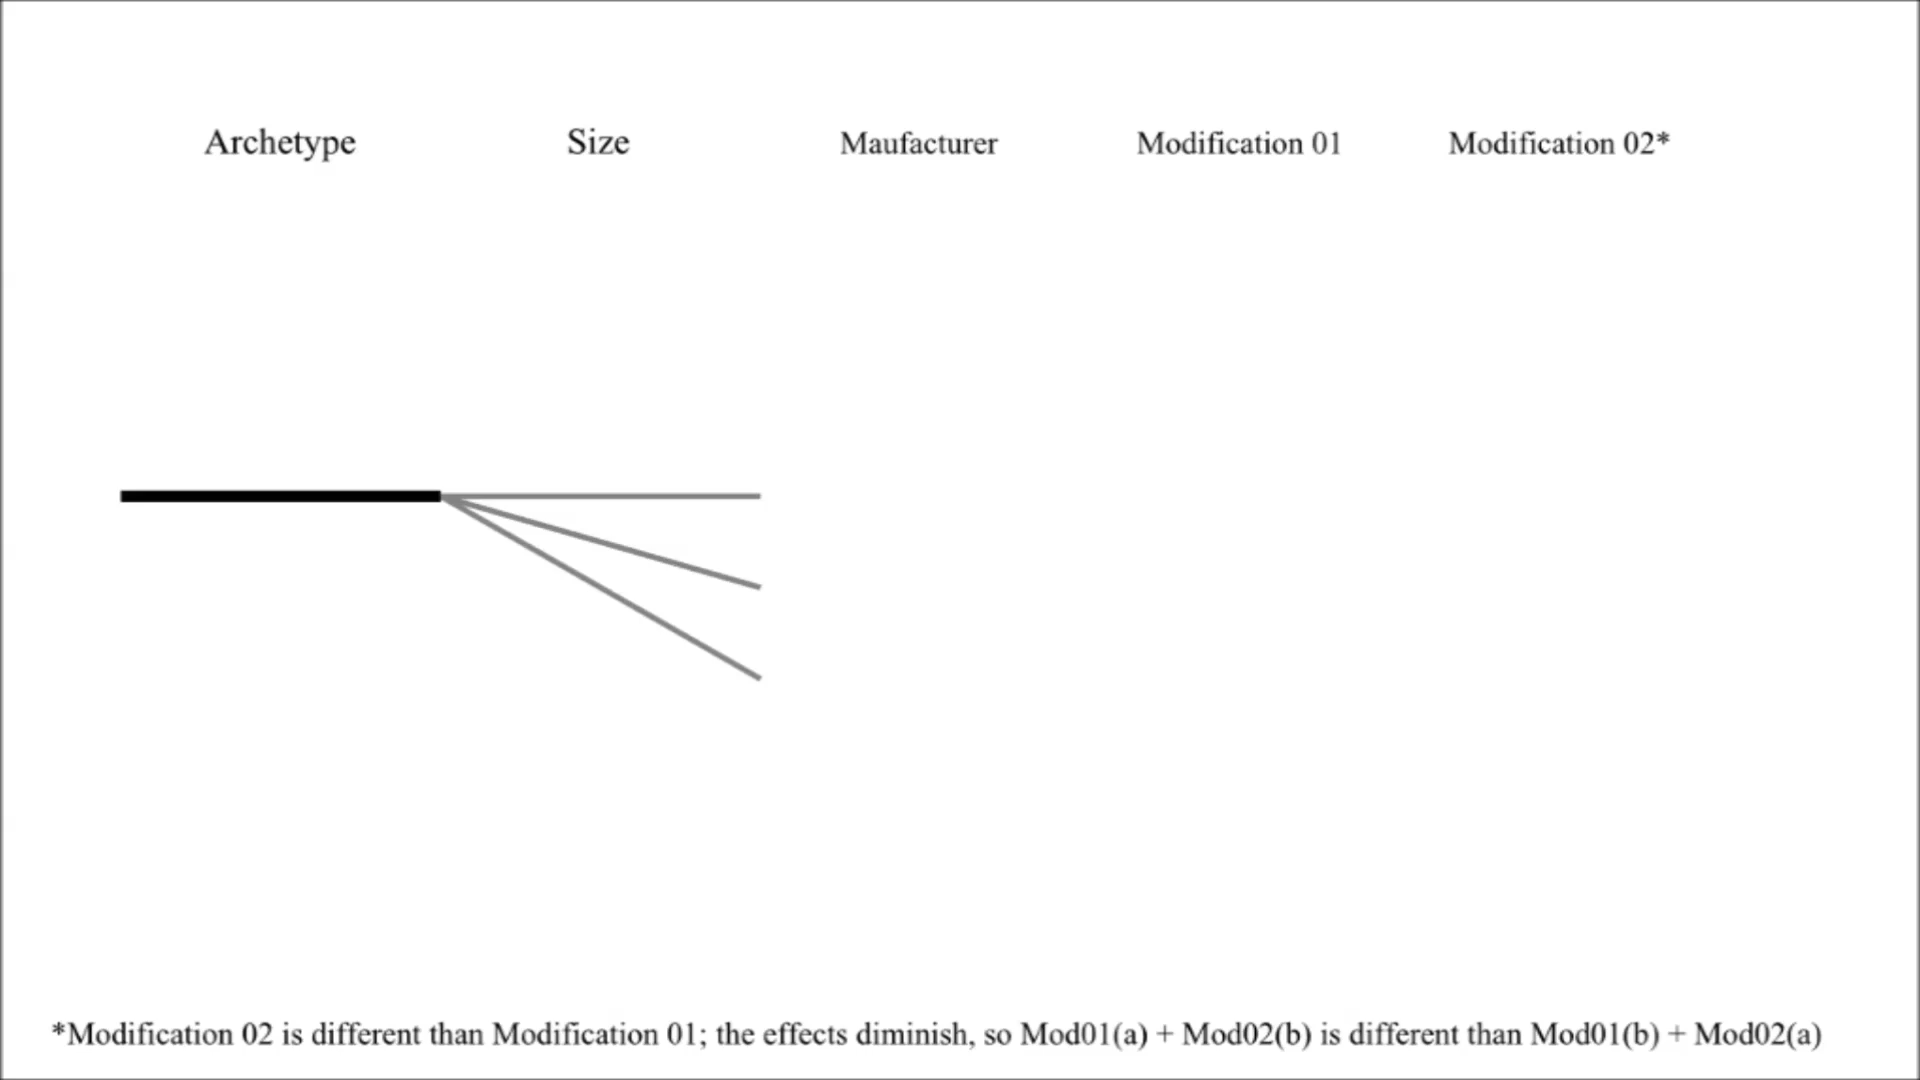 Archetype Size Maufacturer Modification 01 Modification 02*
*Modification 02 is different than Modification 01; the effects diminish, so Mod01(a) + Mod02(b) is different than Mod01(b) + Mod02(a)